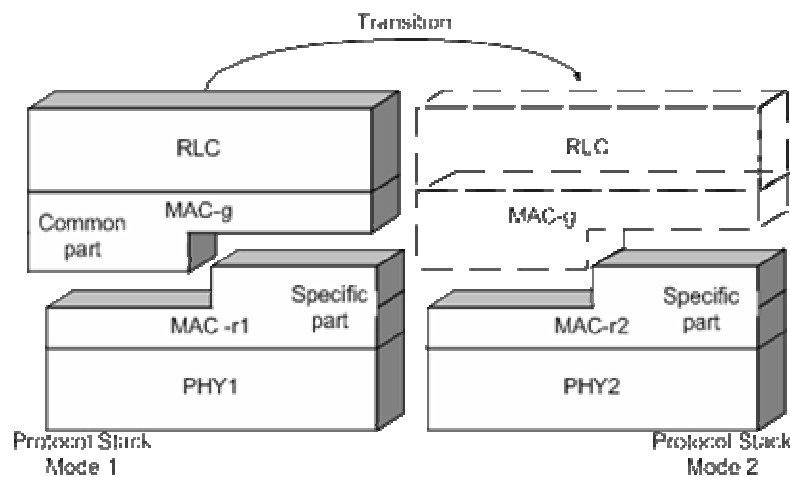 Transition
RLC
MAC-g
Common
part
Specific
part
MAC -r1
PHY1
Protocol Stack
Mode 1
RLC
MAC-g
Specific
part
MAC-r2
PHY2
Protocol Stack
Mode 2